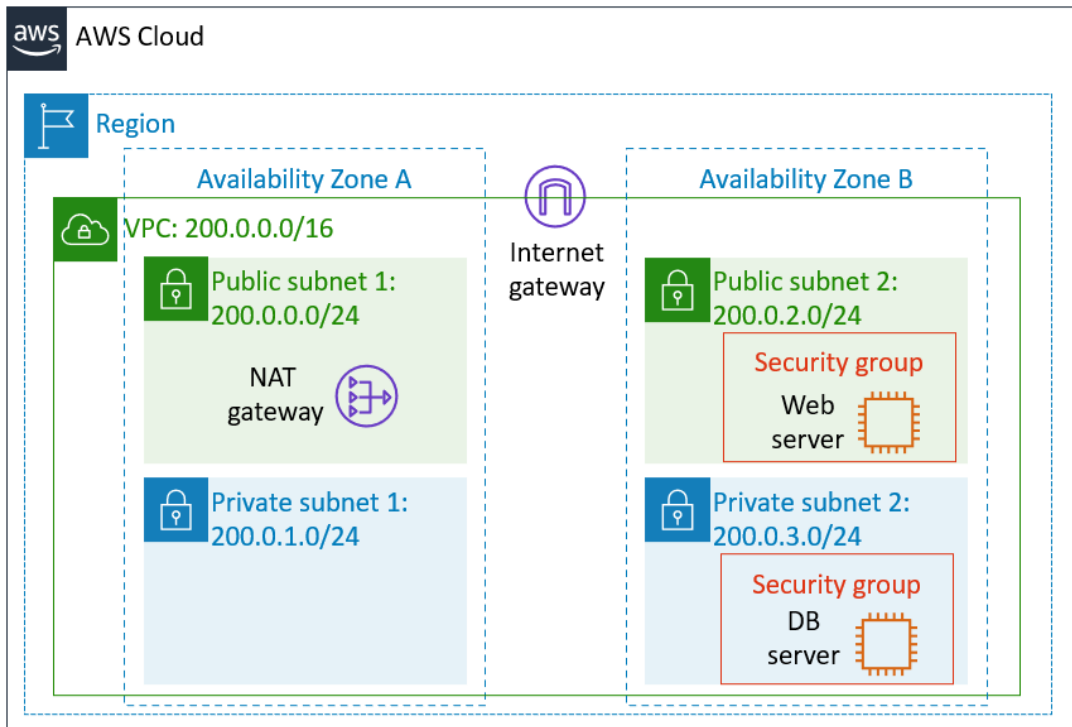 aws
AWS Cloud
Region
Availability Zone A
Availability Zone B
VPC: 200.0.0.0/16
Internet
gateway
Public subnet 1:
200.0.0.0/24
NAT
gateway
Public subnet 2:
200.0.2.0/24
Security group
Web
server
Private subnet 1:
200.0.1.0/24
Private subnet 2:
200.0.3.0/24
Security group
DB
server